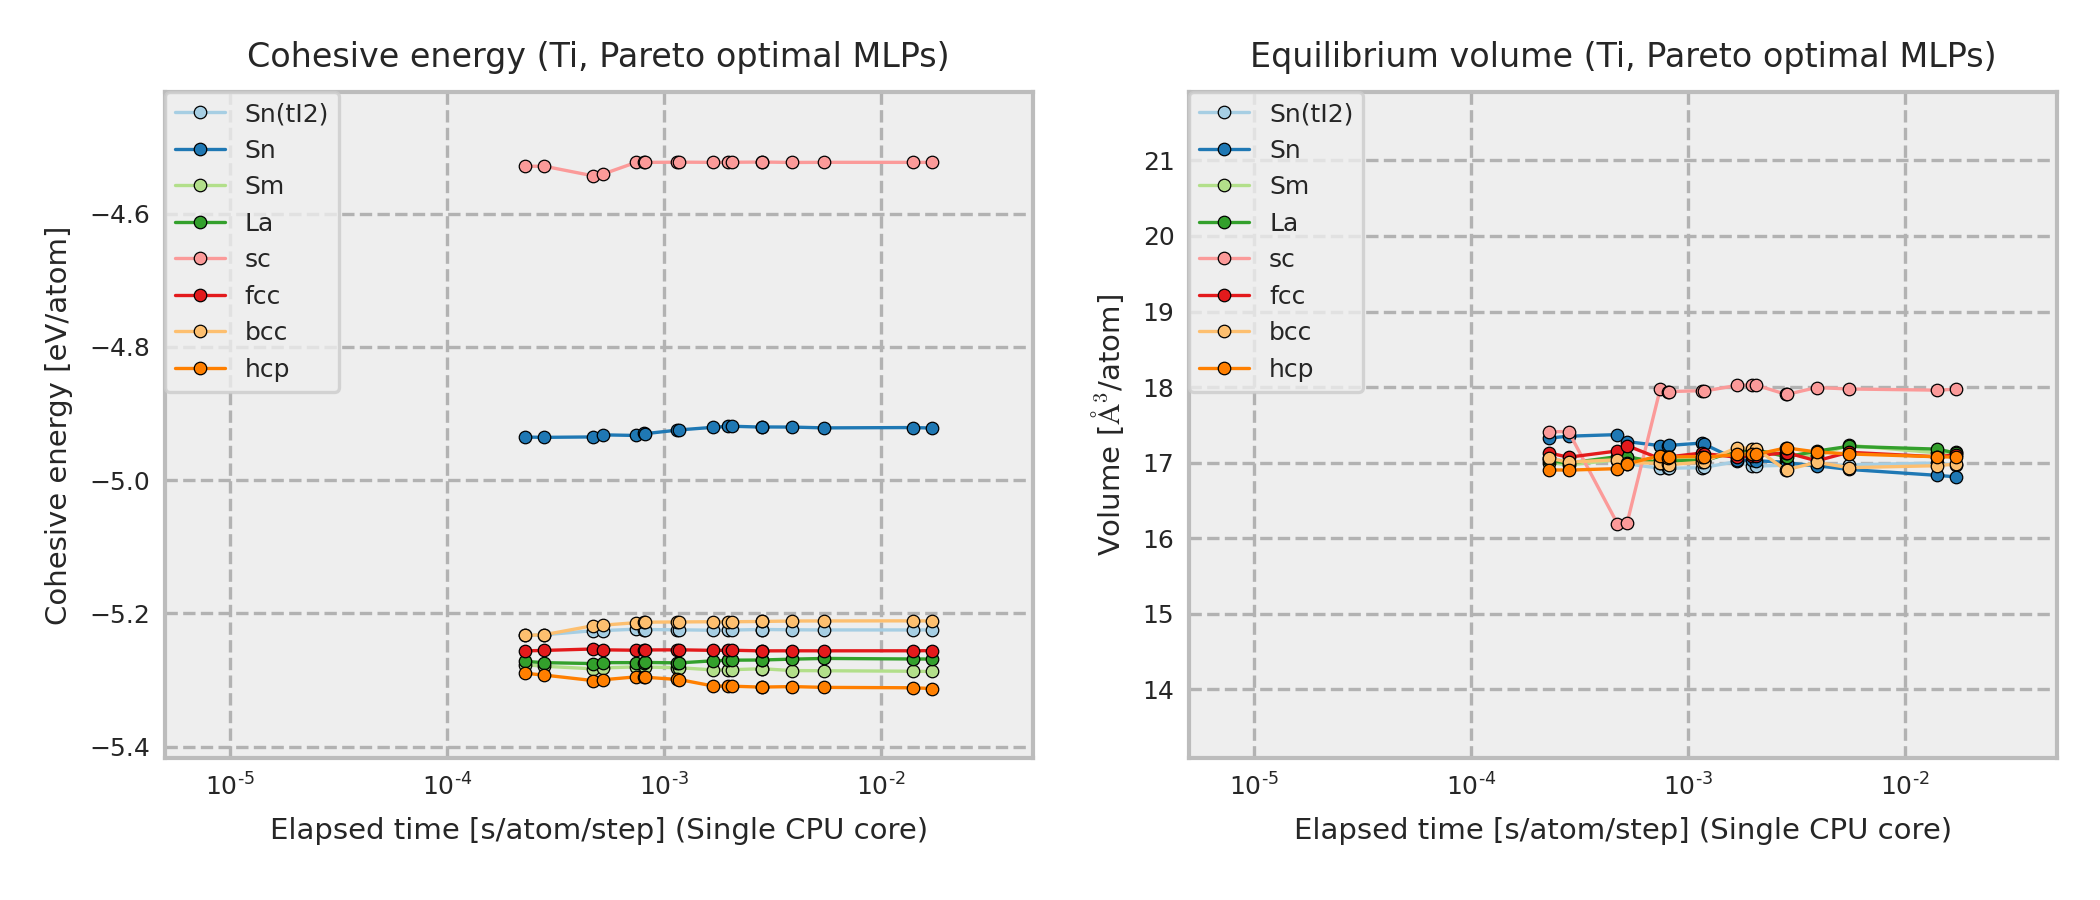 Cohesive energy (Ti, Pareto optimal MLPs)
Sn(tI2)
Sn
Sm
La
sc
fcc
bcc
hcp
−4.6
−4.8
−5.0
−5.2
−5.4
Cohesive energy [eV/atom]
10⁻⁵ 10⁻⁴ 10⁻³ 10⁻²
Elapsed time [s/atom/step] (Single CPU core)
Equilibrium volume (Ti, Pareto optimal MLPs)
Sn(tI2)
Sn
Sm
La
sc
fcc
bcc
hcp
21
20
19
18
17
16
15
14
Volume [Å³/atom]
10⁻⁵ 10⁻⁴ 10⁻³ 10⁻²
Elapsed time [s/atom/step] (Single CPU core)